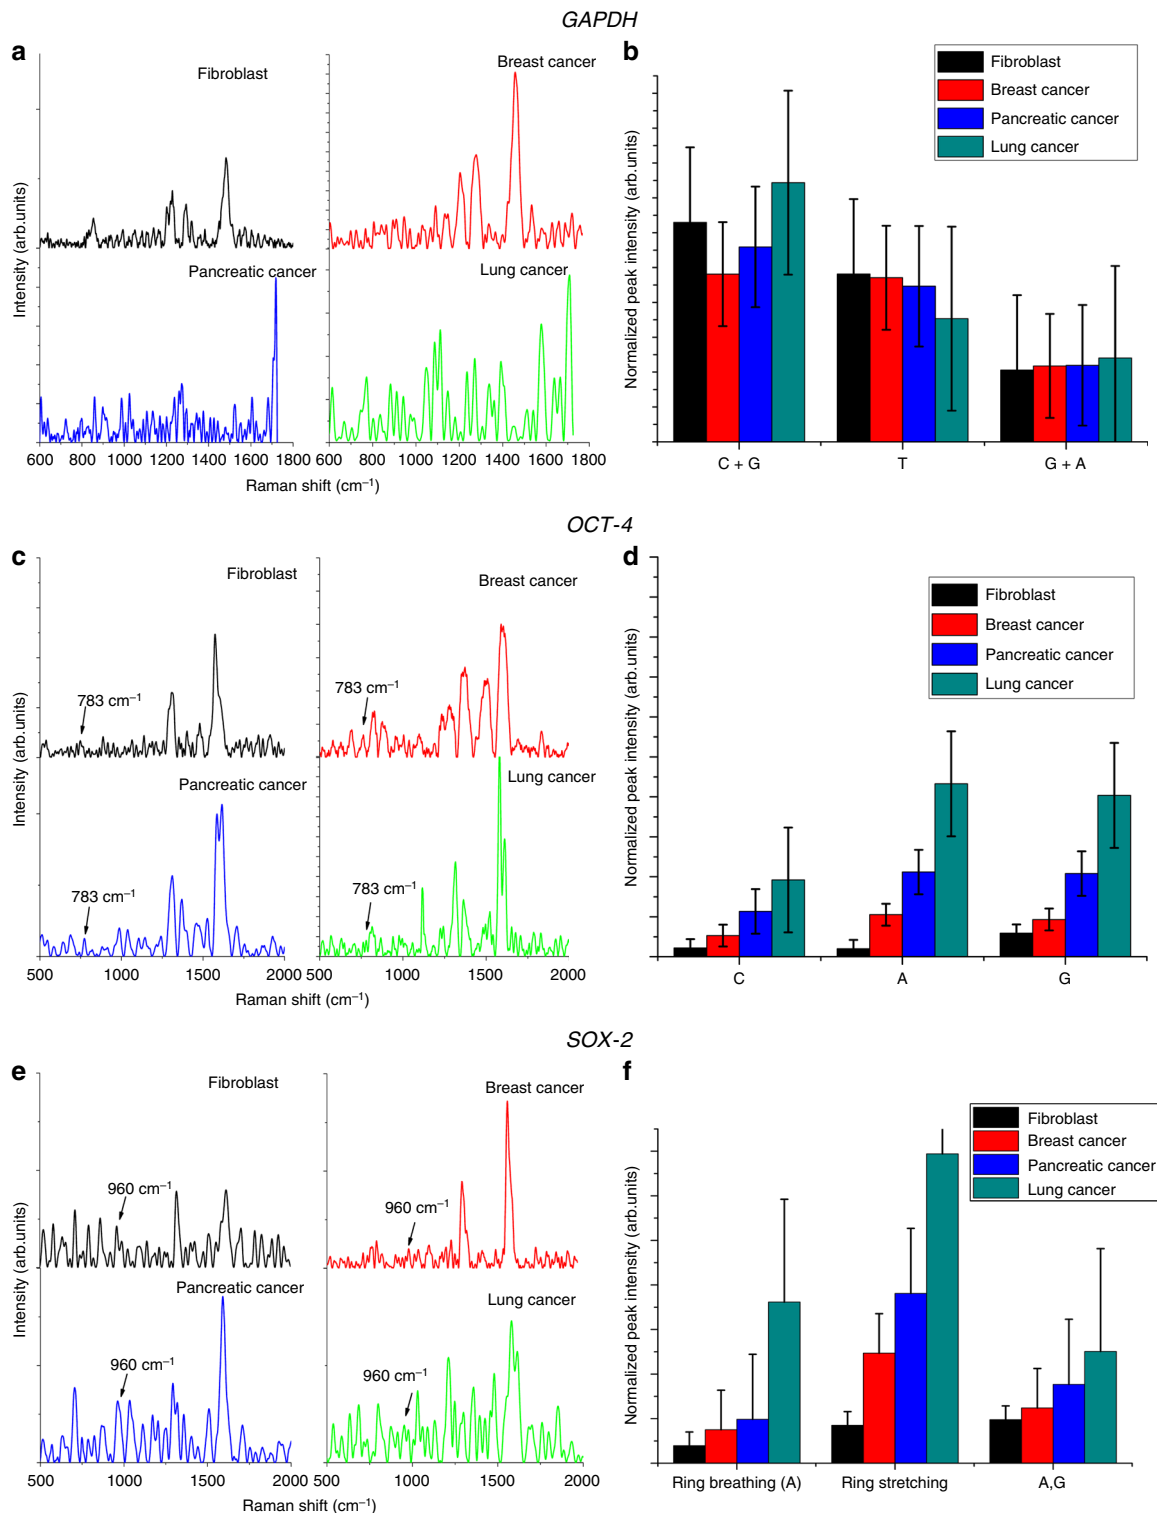 GAPDH
a
Fibroblast
Breast cancer
Pancreatic cancer
Lung cancer
Intensity (arb.units)
600 800 1000 1200 1400 1600 1800
600 800 1000 1200 1400 1600 1800
Raman shift (cm⁻¹)
b
Fibroblast
Breast cancer
Pancreatic cancer
Lung cancer
Normalized peak intensity (arb.units)
C + G
T
G + A
OCT-4
c
Fibroblast
Breast cancer
783 cm⁻¹
783 cm⁻¹
Pancreatic cancer
Lung cancer
783 cm⁻¹
783 cm⁻¹
Intensity (arb.units)
500 1000 1500 2000
500 1000 1500 2000
Raman shift (cm⁻¹)
d
Fibroblast
Breast cancer
Pancreatic cancer
Lung cancer
Normalized peak intensity (arb.units)
C
A
G
SOX-2
e
Fibroblast
Breast cancer
960 cm⁻¹
960 cm⁻¹
Pancreatic cancer
Lung cancer
960 cm⁻¹
960 cm⁻¹
Intensity (arb.units)
500 1000 1500 2000
500 1000 1500 2000
Raman shift (cm⁻¹)
f
Fibroblast
Breast cancer
Pancreatic cancer
Lung cancer
Normalized peak intensity (arb.units)
Ring breathing (A)
Ring stretching
A,G